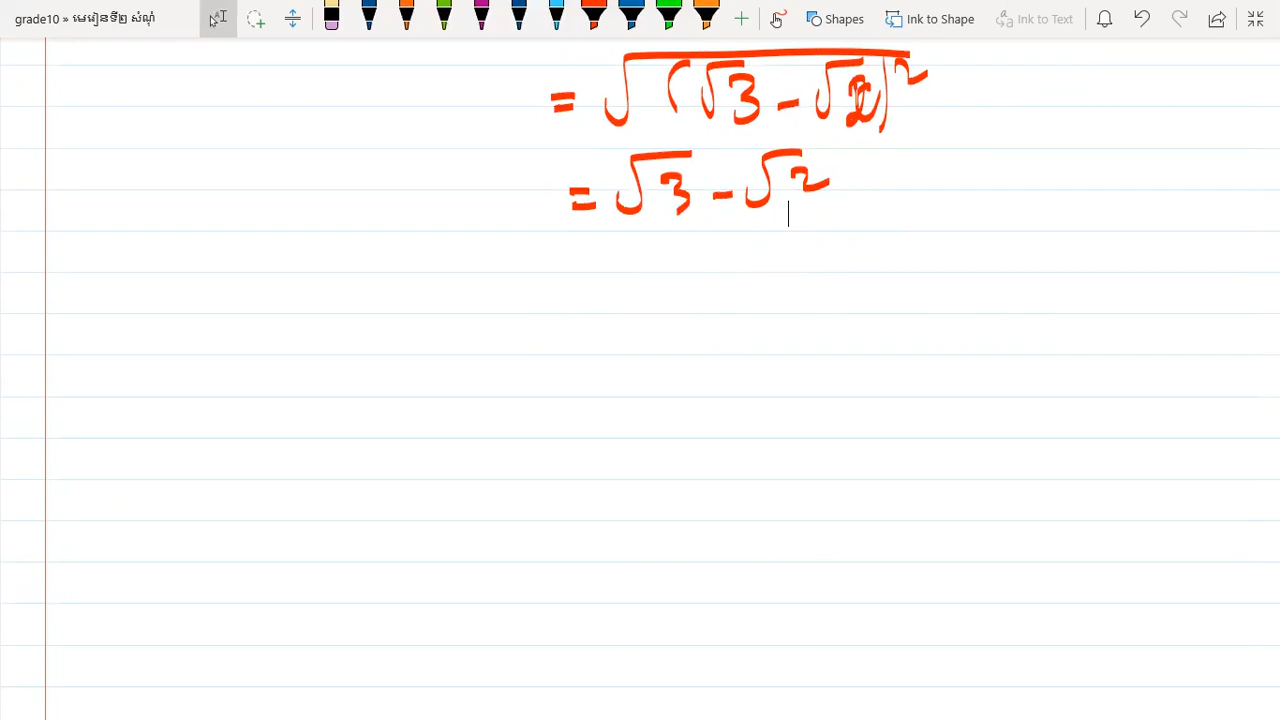 grade10 » មេរៀនទី២ សំណុំ
Shapes Ink to Shape Ink to Text
= √(√3 - √2)²
= √3 - √2